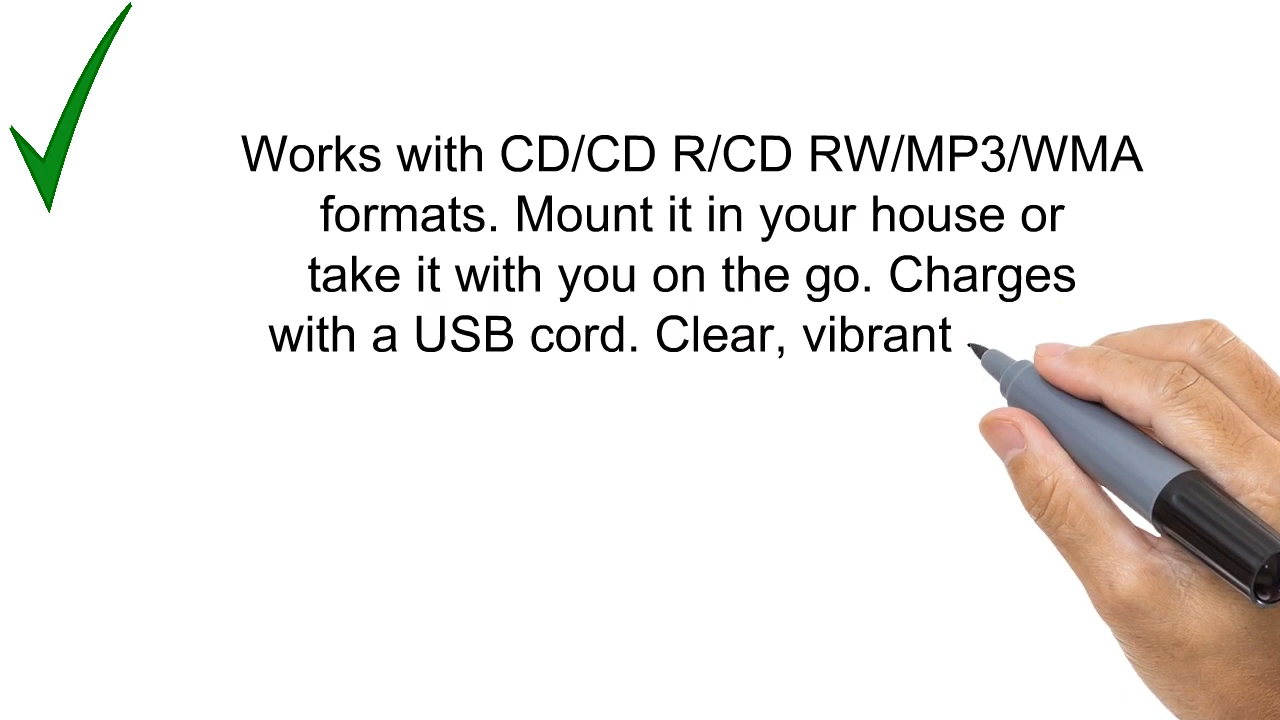 Works with CD/CD R/CD RW/MP3/WMA
formats. Mount it in your house or
take it with you on the go. Charges
with a USB cord. Clear, vibrant